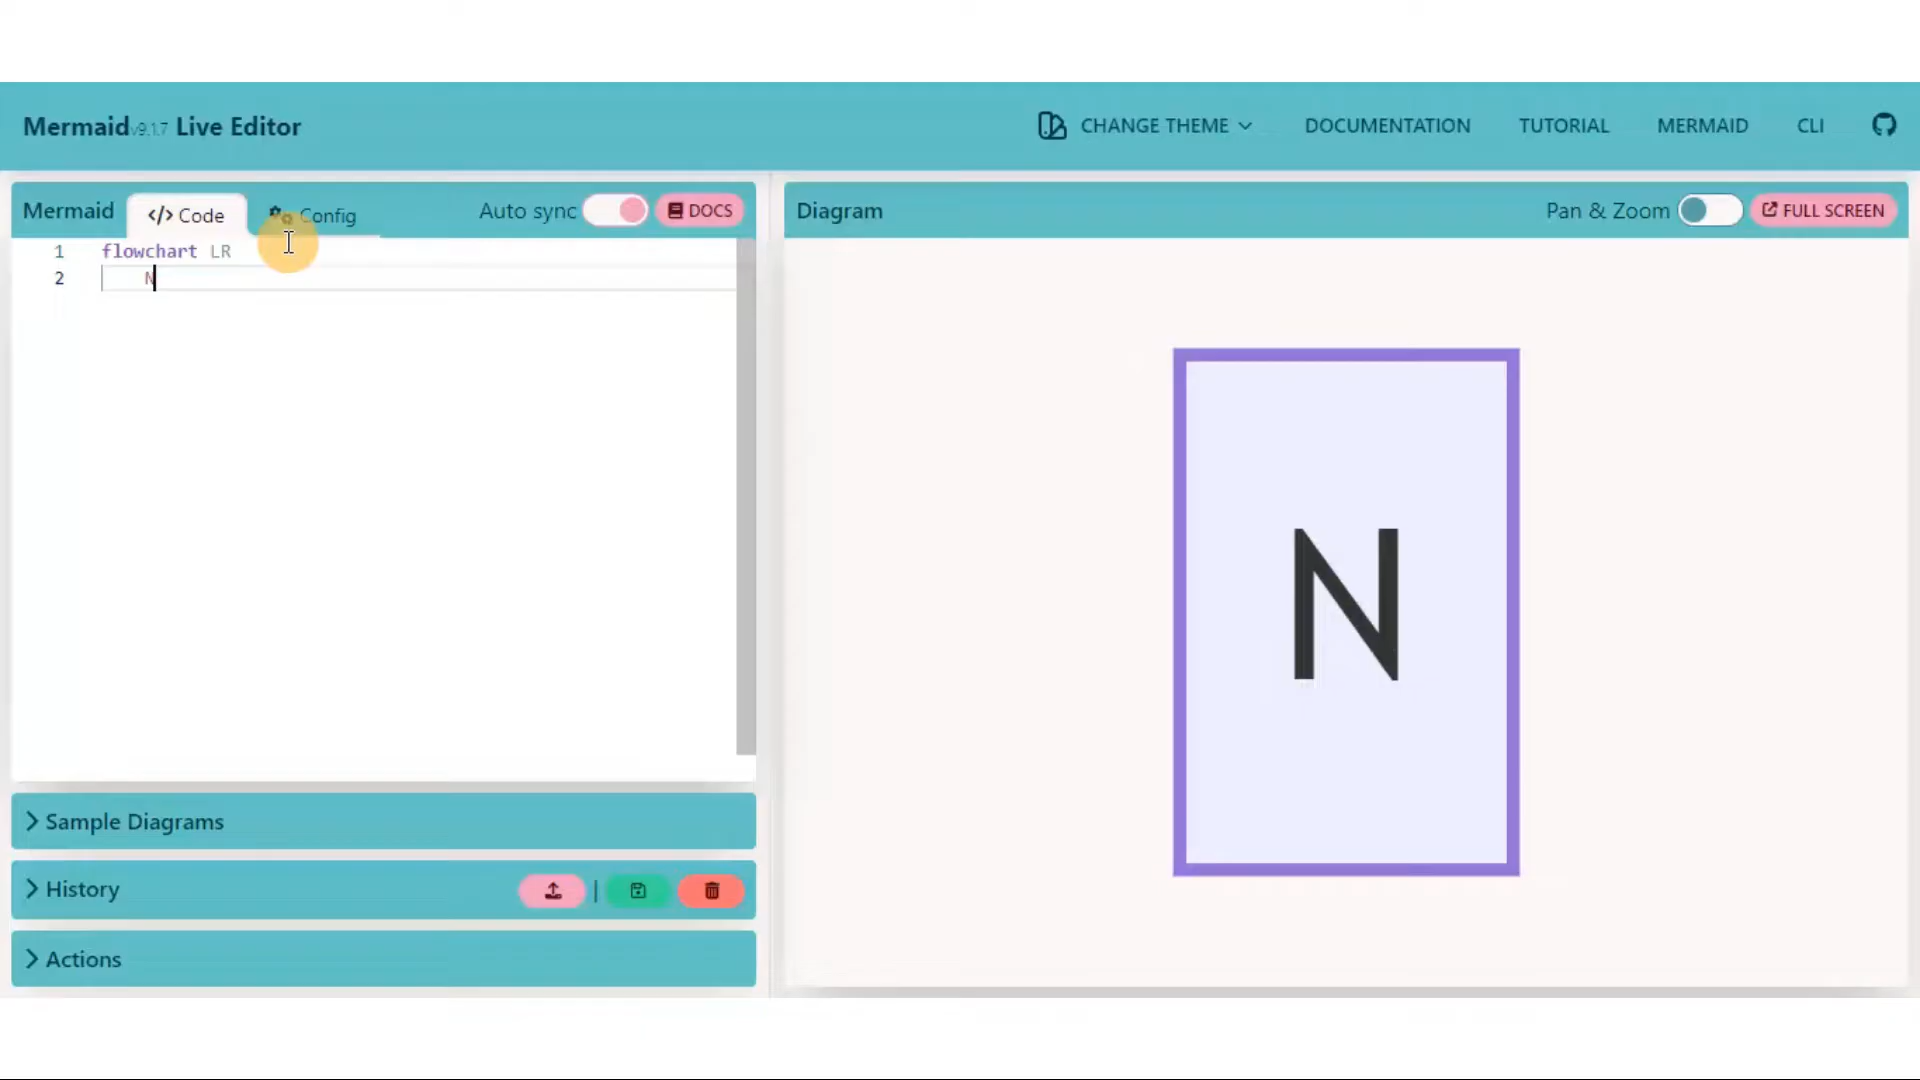 Mermaid v9.1.7 Live Editor
CHANGE THEME
DOCUMENTATION
TUTORIAL
MERMAID
CLI
Mermaid
</> Code
Config
Auto sync
DOCS
1 flowchart LR
2 N
Sample Diagrams
History
Actions
Diagram
Pan & Zoom
FULL SCREEN
N